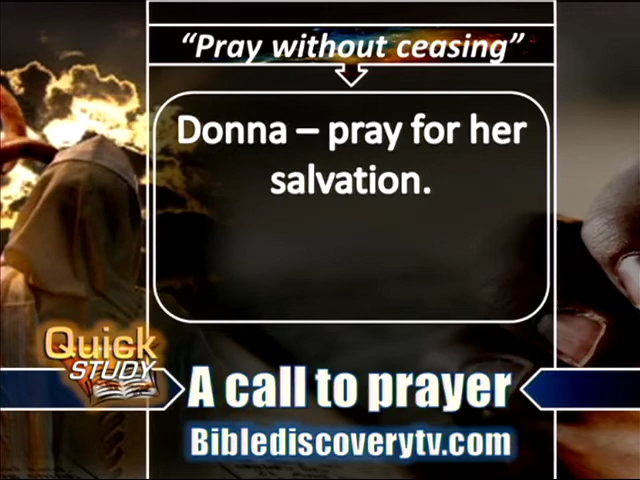 “Pray without ceasing”
Donna – pray for her
salvation.
Quick
STUDY
A call to prayer
Biblediscoverytv.com